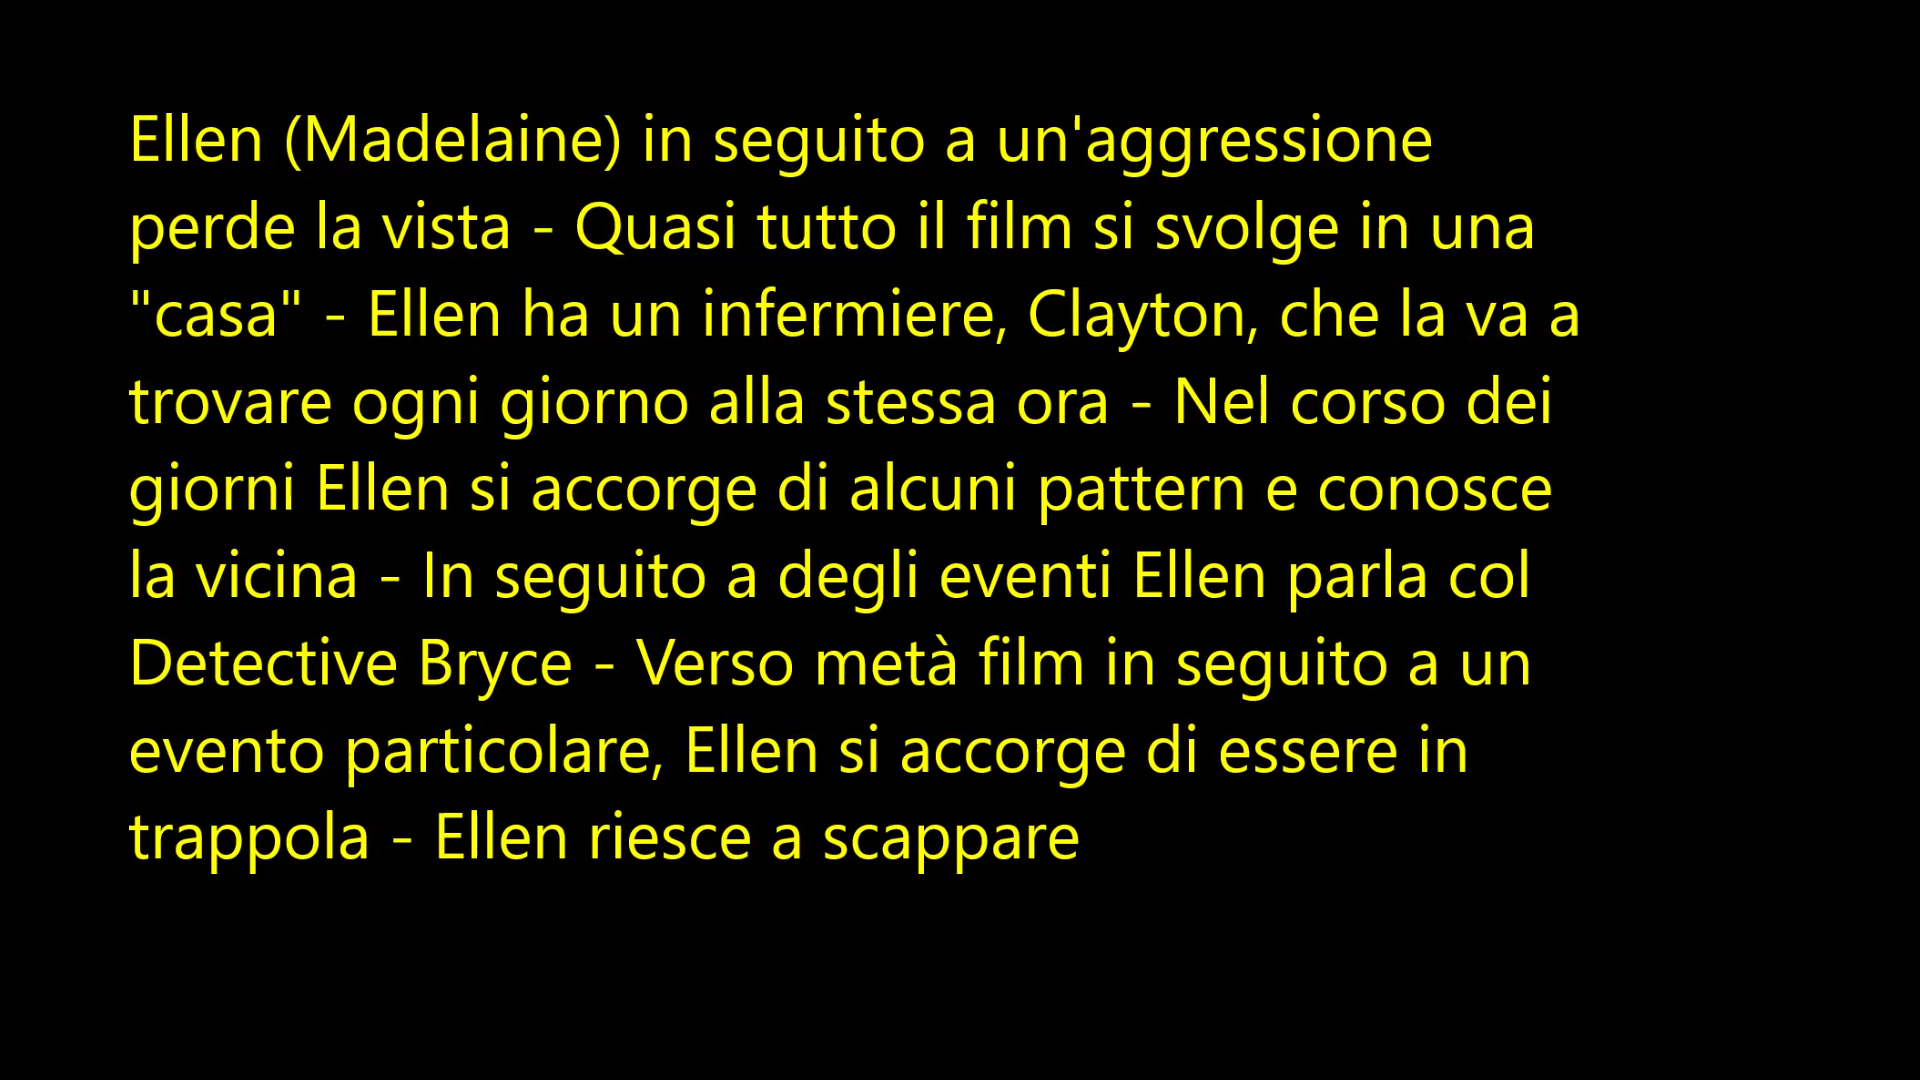 Ellen (Madelaine) in seguito a un'aggressione
perde la vista - Quasi tutto il film si svolge in una
"casa" - Ellen ha un infermiere, Clayton, che la va a
trovare ogni giorno alla stessa ora - Nel corso dei
giorni Ellen si accorge di alcuni pattern e conosce
la vicina - In seguito a degli eventi Ellen parla col
Detective Bryce - Verso metà film in seguito a un
evento particolare, Ellen si accorge di essere in
trappola - Ellen riesce a scappare